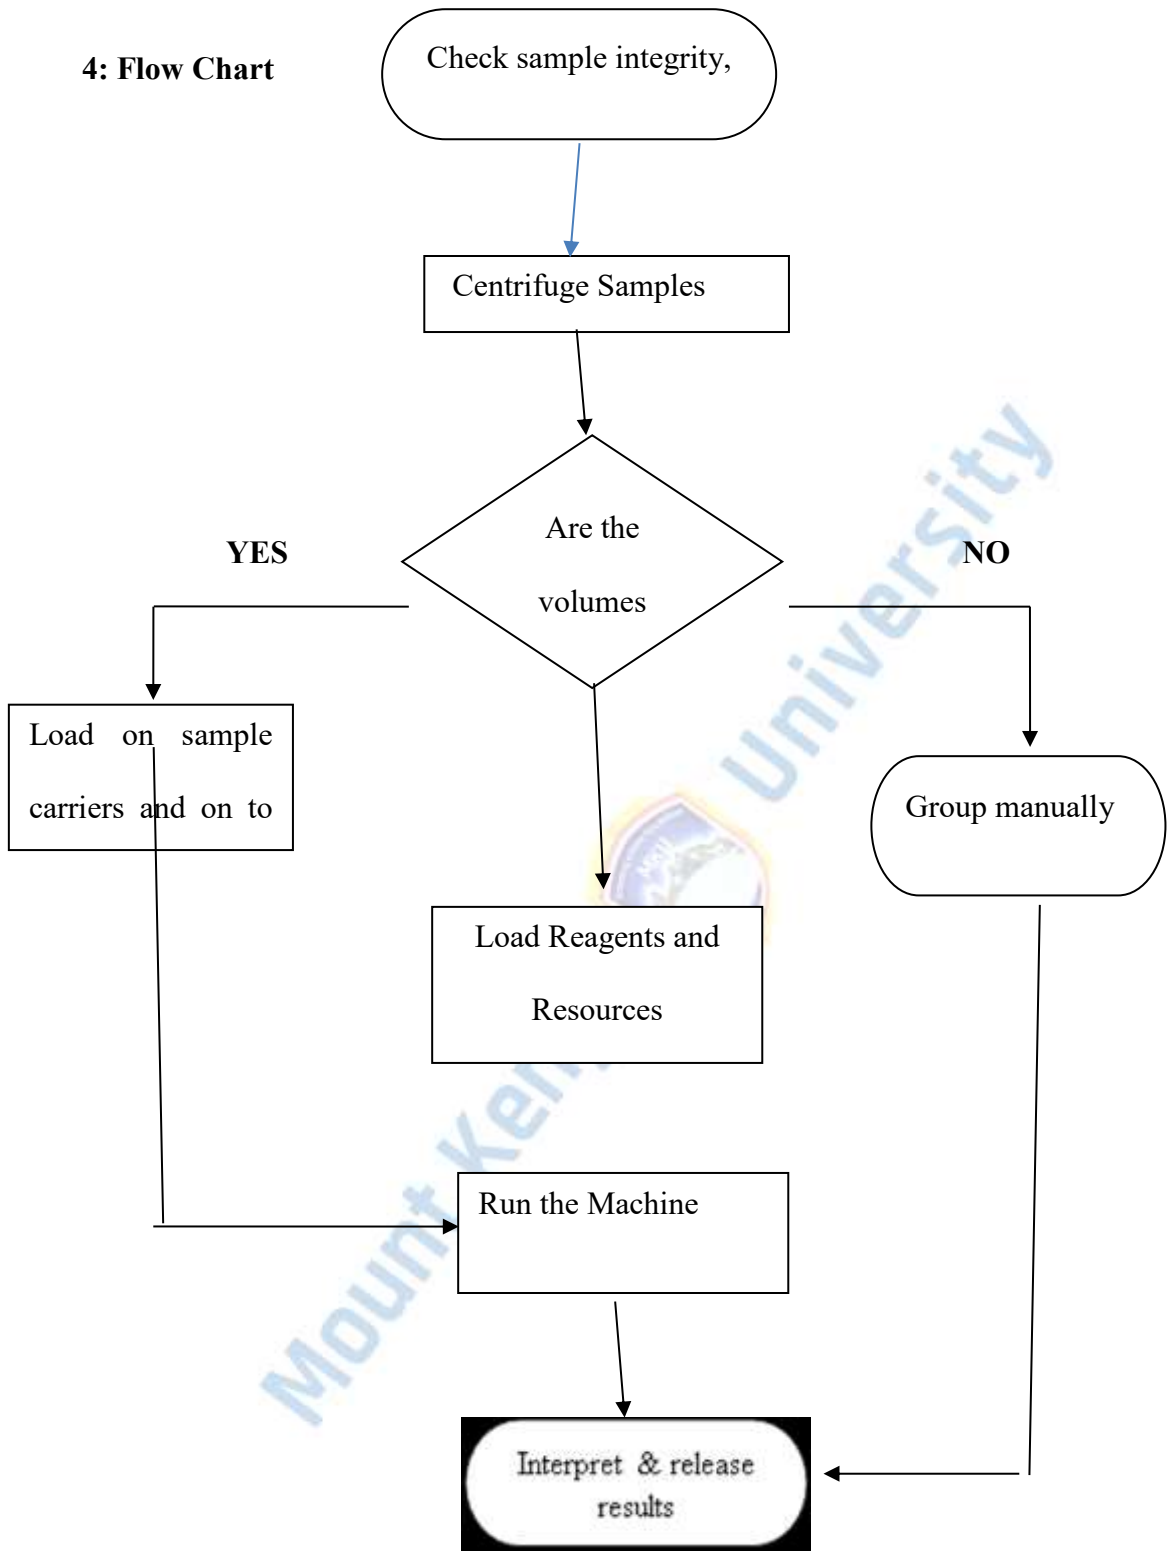 4: Flow Chart
Check sample integrity,
Centrifuge Samples
Are the
volumes
YES
NO
Load on sample
carriers and on to
Group manually
Load Reagents and
Resources
Run the Machine
Interpret & release
results
Mount Ken
University